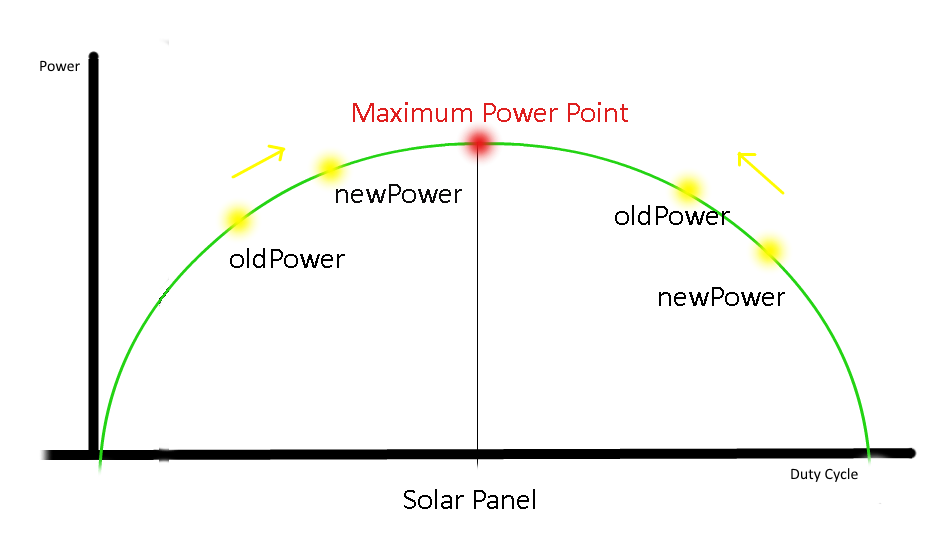 Power
Maximum Power Point
newPower
oldPower
oldPower
newPower
Duty Cycle
Solar Panel